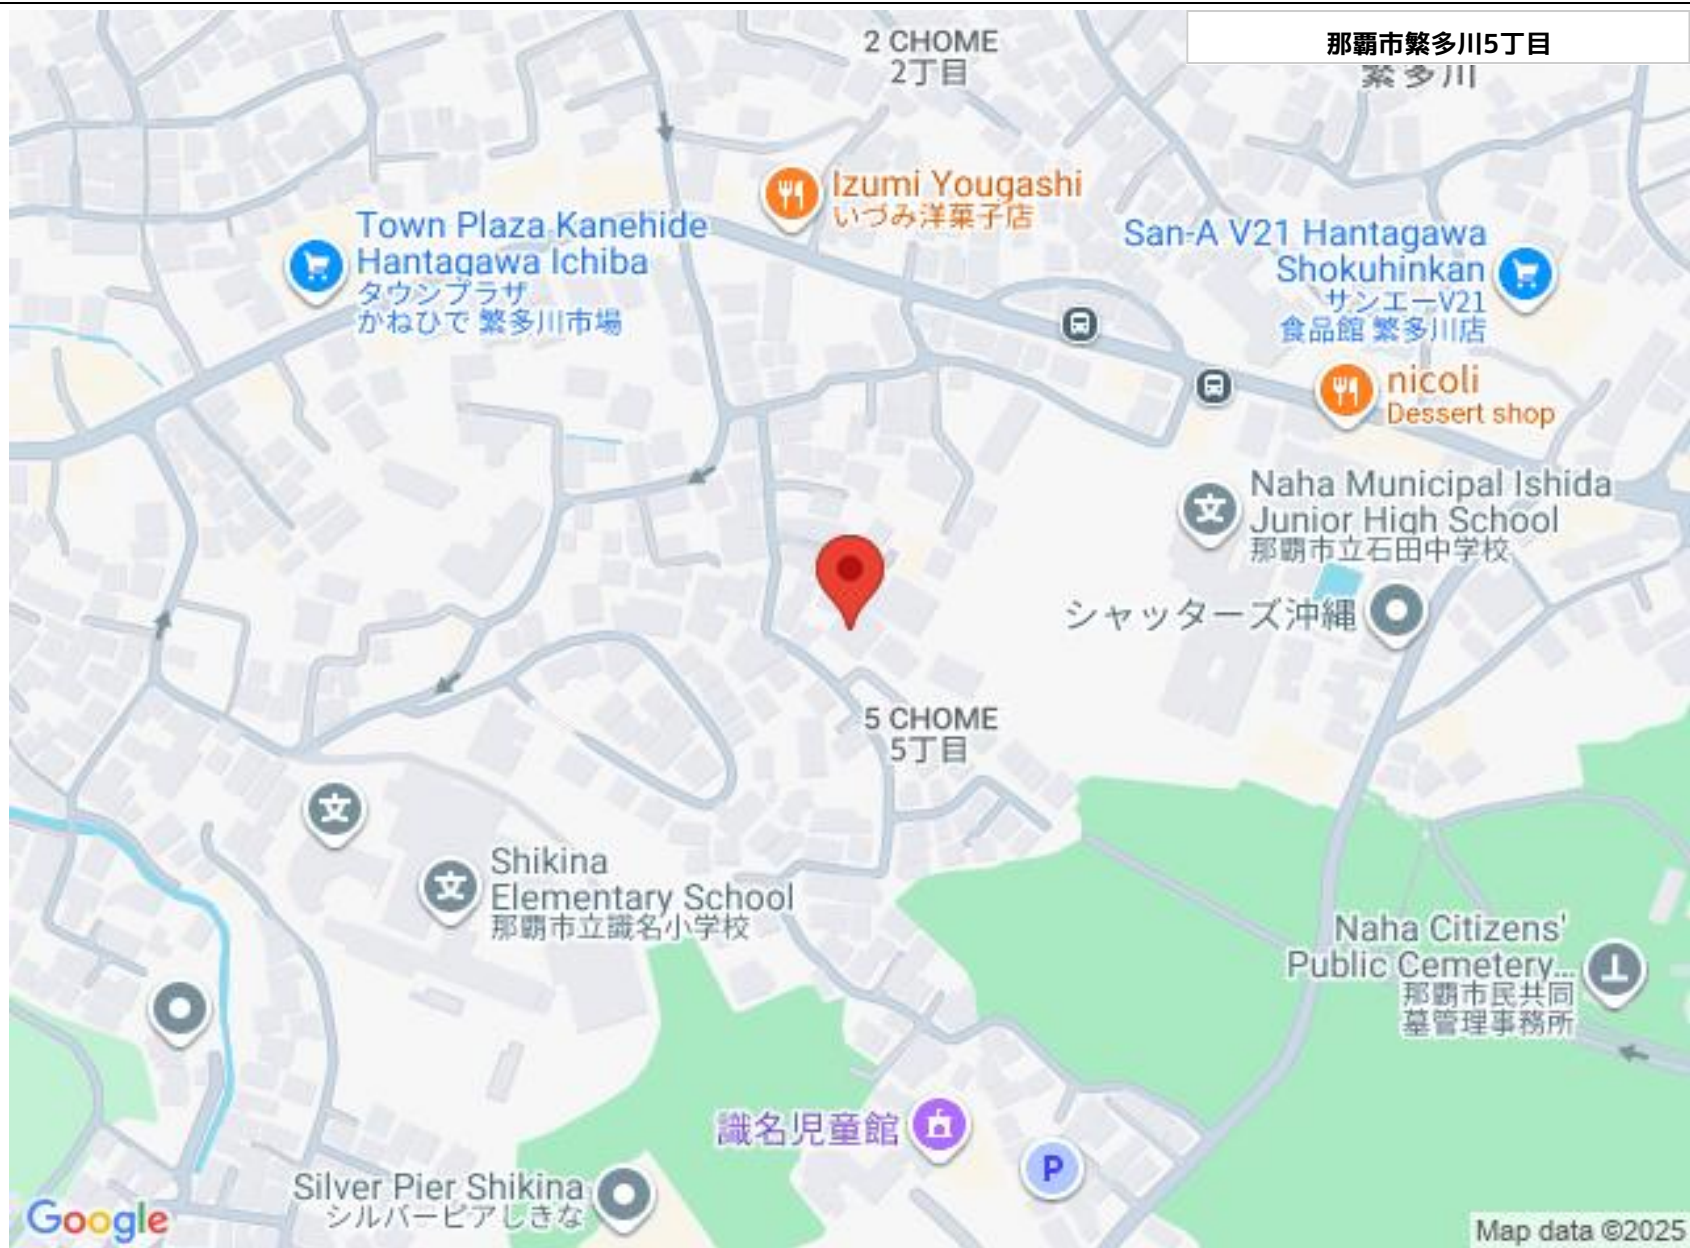 那覇市繁多川5丁目
2 CHOME
2丁目
繁多川
Izumi Yougashi
いづみ洋菓子店
Town Plaza Kanehide
Hantagawa Ichiba
タウンプラザ
かねひで 繁多川市場
San-A V21 Hantagawa
Shokuhinkan
サンエーV21
食品館 繁多川店
nicoli
Dessert shop
Naha Municipal Ishida
Junior High School
那覇市立石田中学校
文
シャッターズ沖縄
5 CHOME
5丁目
文
Shikina
Elementary School
那覇市立識名小学校
文
Naha Citizens'
Public Cemetery...
那覇市民共同
墓管理事務所
識名児童館
P
Silver Pier Shikina
シルバーピアしきな
Google
Map data ©2025